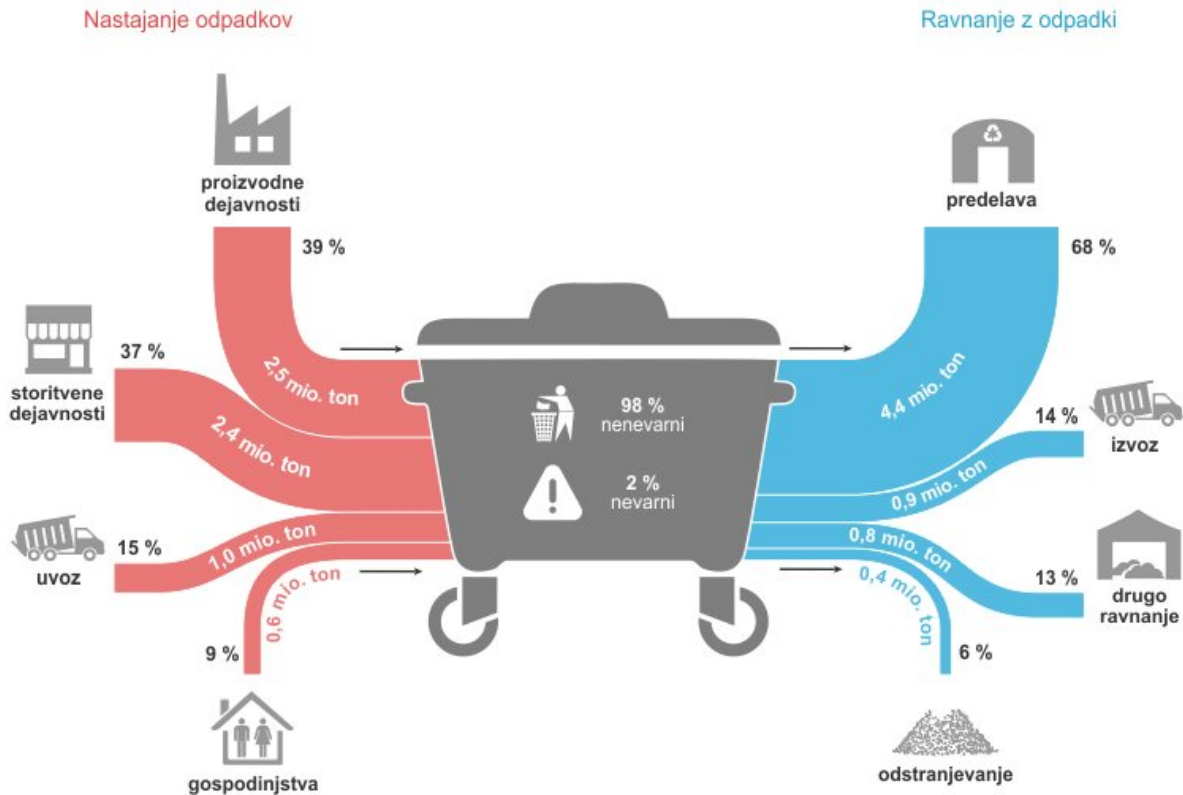 Nastajanje odpadkov
Ravnanje z odpadki
proizvodne
dejavnosti
39 %
2,5 mio. ton
37 %
storitvene
dejavnosti
2,4 mio. ton
15 %
uvoz
1,0 mio. ton
9 %
0,6 mio. ton
gospodinjstva
98 %
nenevarni
2 %
nevarni
predelava
68 %
4,4 mio. ton
14 %
izvoz
0,9 mio. ton
0,8 mio. ton
13 %
drugo
ravnanje
0,4 mio. ton
6 %
odstranjevanje